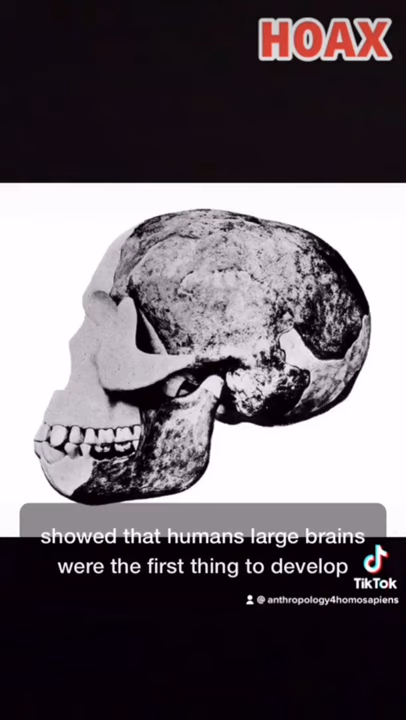 HOAX
showed that humans large brains
were the first thing to develop
TikTok
@ anthropology4homosapiens